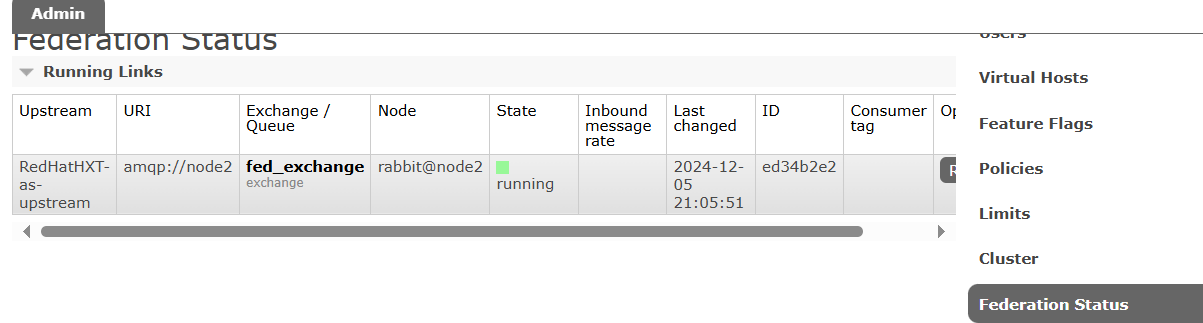 Admin
Federation Status
Running Links
Upstream URI Exchange / Queue Node State Inbound message rate Last changed ID Consumer tag Op
RedHatHXT-as-upstream amqp://node2 fed_exchange exchange rabbit@node2 running 2024-12-05 21:05:51 ed34b2e2 R
Users
Virtual Hosts
Feature Flags
Policies
Limits
Cluster
Federation Status